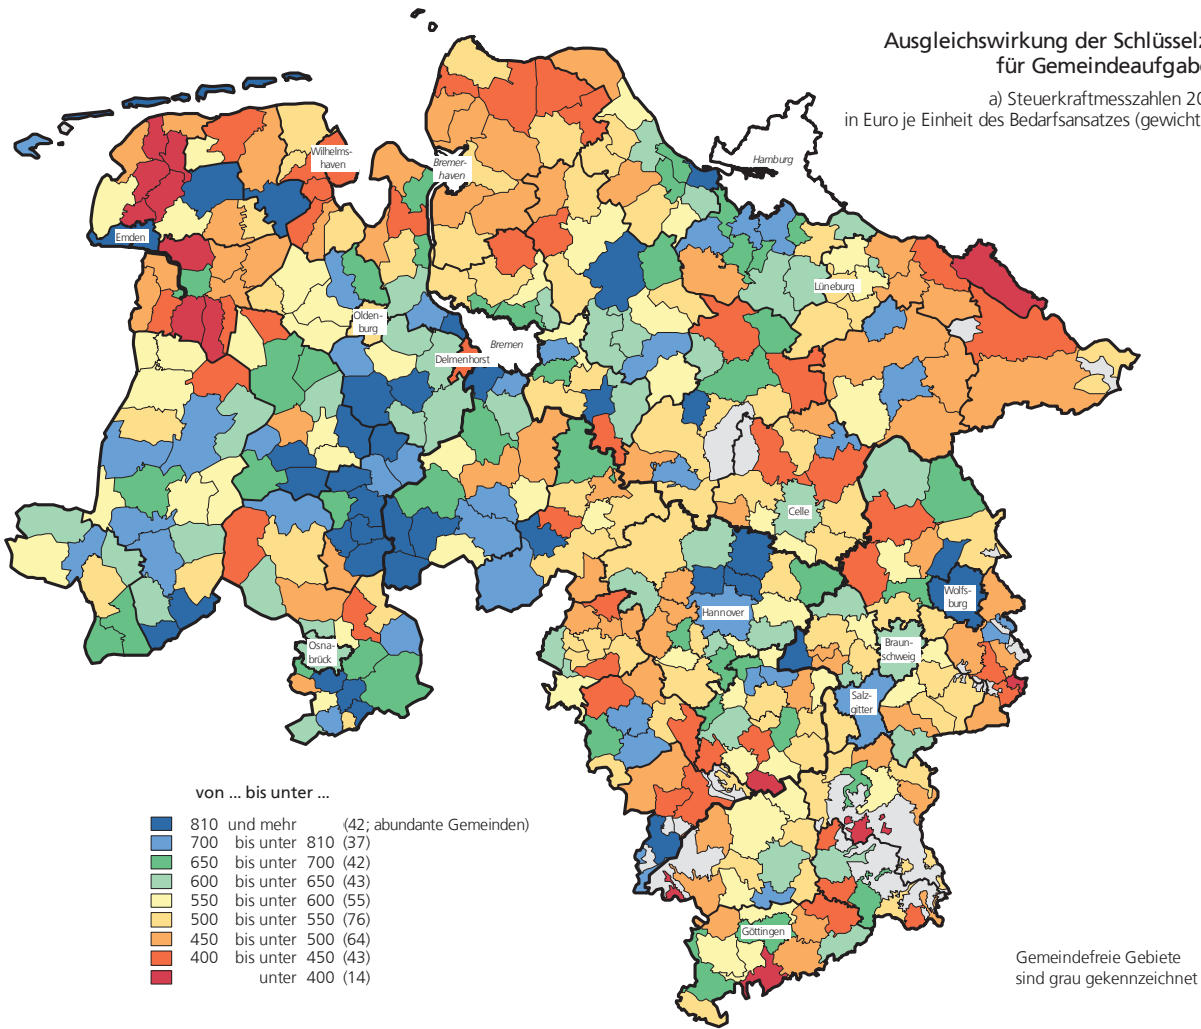 Ausgleichswirkung der Schlüsselz
für Gemeindeaufgab
a) Steuerkraftmesszahlen 20
in Euro je Einheit des Bedarfsansatzes (gewicht
Hamburg
Wilhelms-
haven
Bremer-
haven
Emden
Lüneburg
Olden-
burg
Bremen
Delmenhorst
Celle
Wolfs-
burg
Hannover
Osna-
brück
Braun-
schweig
Salz-
gitter
Göttingen
von ... bis unter ...
810 und mehr (42; abundante Gemeinden)
700 bis unter 810 (37)
650 bis unter 700 (42)
600 bis unter 650 (43)
550 bis unter 600 (55)
500 bis unter 550 (76)
450 bis unter 500 (64)
400 bis unter 450 (43)
unter 400 (14)
Gemeindefreie Gebiete
sind grau gekennzeichnet